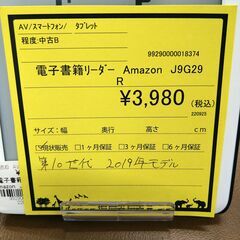 AV/スマートフォン/ タブレット
程度:中古B
99290000018374
電子書籍リーダー Amazon J9G29
R
¥3,980 (税込)
220923
サイズ:幅 奥行 高さ cm
現状販売 □1ヶ月保証 □3ヶ月保証 □6ヶ月保証
第10世代 2019年モデル